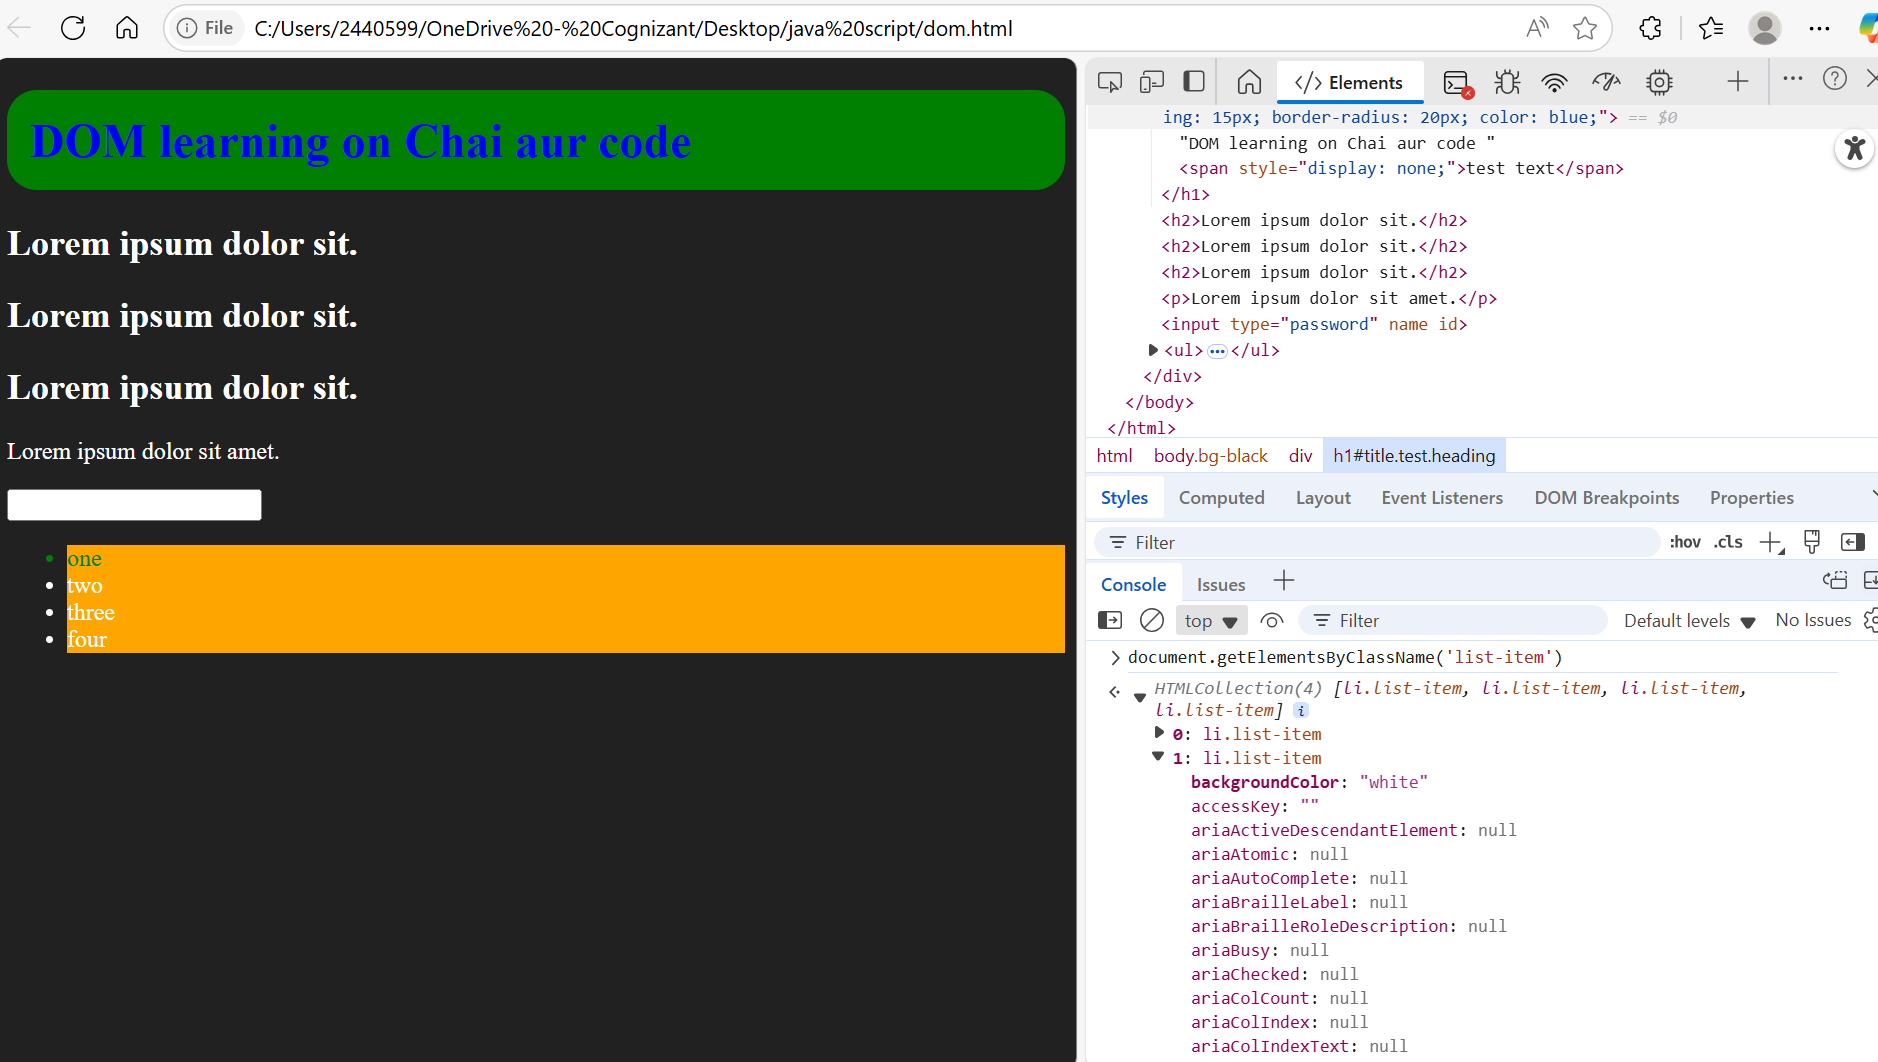 File C:/Users/2440599/OneDrive%20-%20Cognizant/Desktop/java%20script/dom.html
DOM learning on Chai aur code
Lorem ipsum dolor sit.
Lorem ipsum dolor sit.
Lorem ipsum dolor sit.
Lorem ipsum dolor sit amet.
one
two
three
four
Elements
ing: 15px; border-radius: 20px; color: blue;"> == $0
"DOM learning on Chai aur code "
<span style="display: none;">test text</span>
</h1>
<h2>Lorem ipsum dolor sit.</h2>
<h2>Lorem ipsum dolor sit.</h2>
<h2>Lorem ipsum dolor sit.</h2>
<p>Lorem ipsum dolor sit amet.</p>
<input type="password" name id>
<ul>…</ul>
</div>
</body>
</html>
html body.bg-black div h1#title.test.heading
Styles Computed Layout Event Listeners DOM Breakpoints Properties
Filter :hov .cls
Console Issues
top Filter Default levels No Issues
document.getElementsByClassName('list-item')
HTMLCollection(4) [li.list-item, li.list-item, li.list-item,
li.list-item] i
0: li.list-item
1: li.list-item
backgroundColor: "white"
accessKey: ""
ariaActiveDescendantElement: null
ariaAtomic: null
ariaAutoComplete: null
ariaBrailleLabel: null
ariaBrailleRoleDescription: null
ariaBusy: null
ariaChecked: null
ariaColCount: null
ariaColIndex: null
ariaColIndexText: null